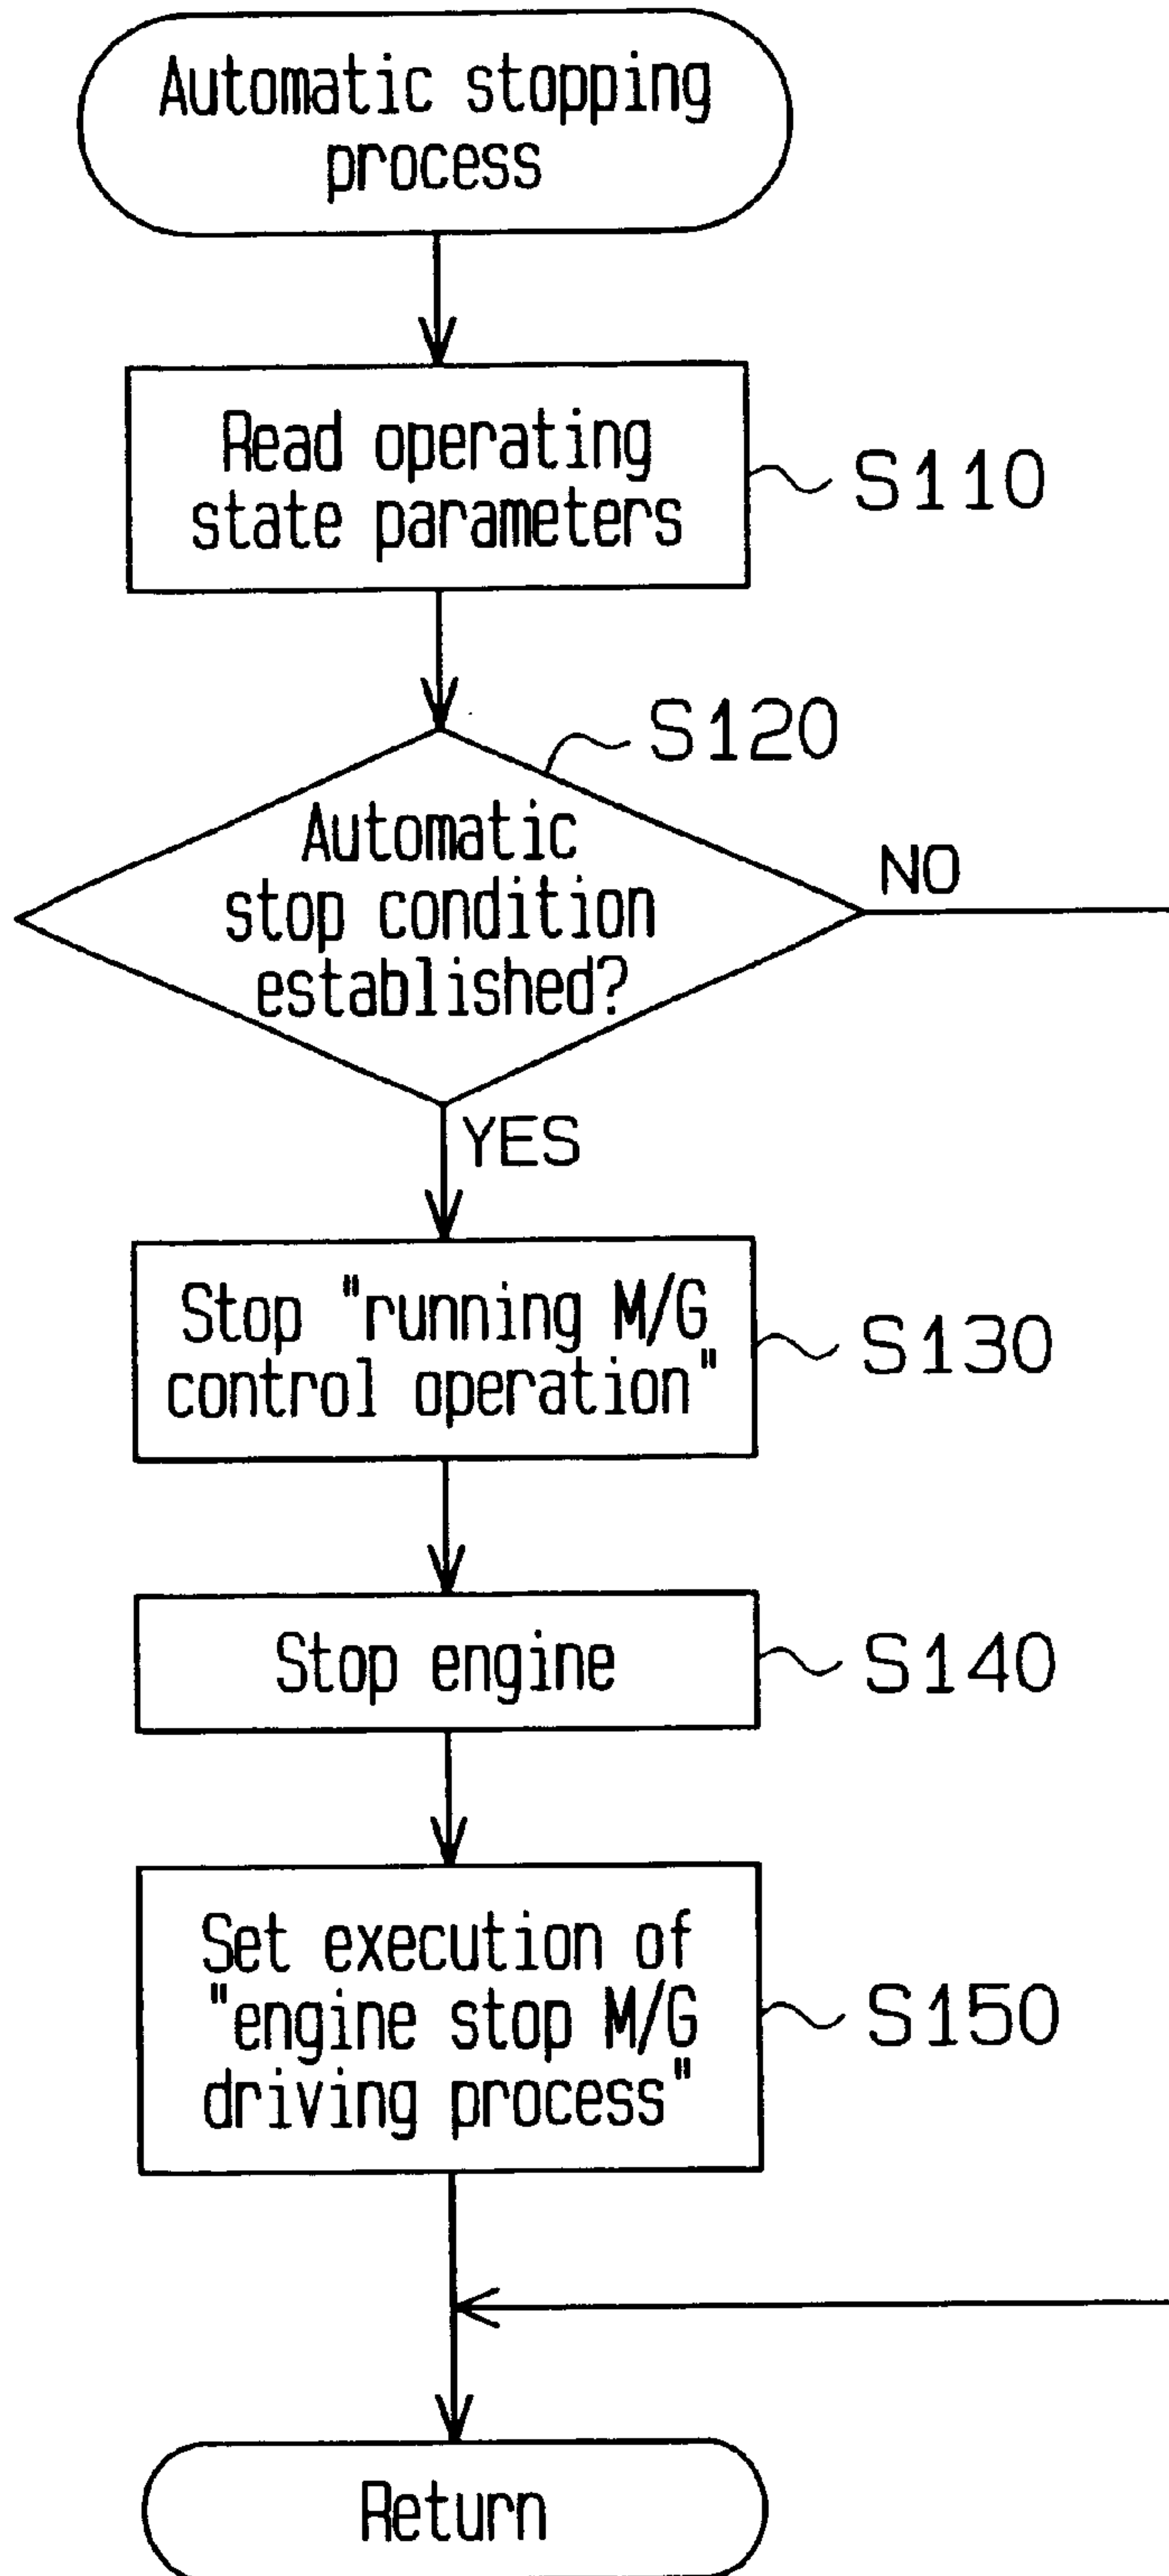 Automatic stopping
process
Read operating
state parameters
S110
S120
Automatic
stop condition
established?
NO
YES
Stop "running M/G
control operation"
S130
Stop engine
S140
Set execution of
"engine stop M/G
driving process"
S150
Return